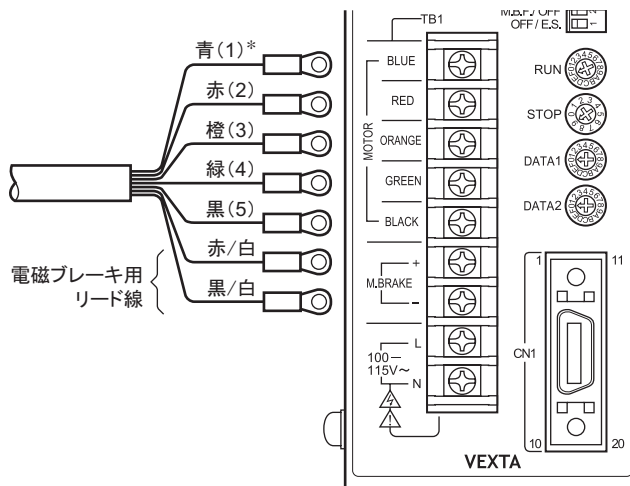 青(1)*
赤(2)
橙(3)
緑(4)
黒(5)
赤/白
黒/白
電磁ブレーキ用
リード線
TB1
MOTOR
BLUE
RED
ORANGE
GREEN
BLACK
M.BRAKE
+
−
L
100−
115V~
N
M.B.F./OFF
OFF/E.S.
1
RUN
STOP
DATA1
DATA2
CN1
1
11
10
20
VEXTA